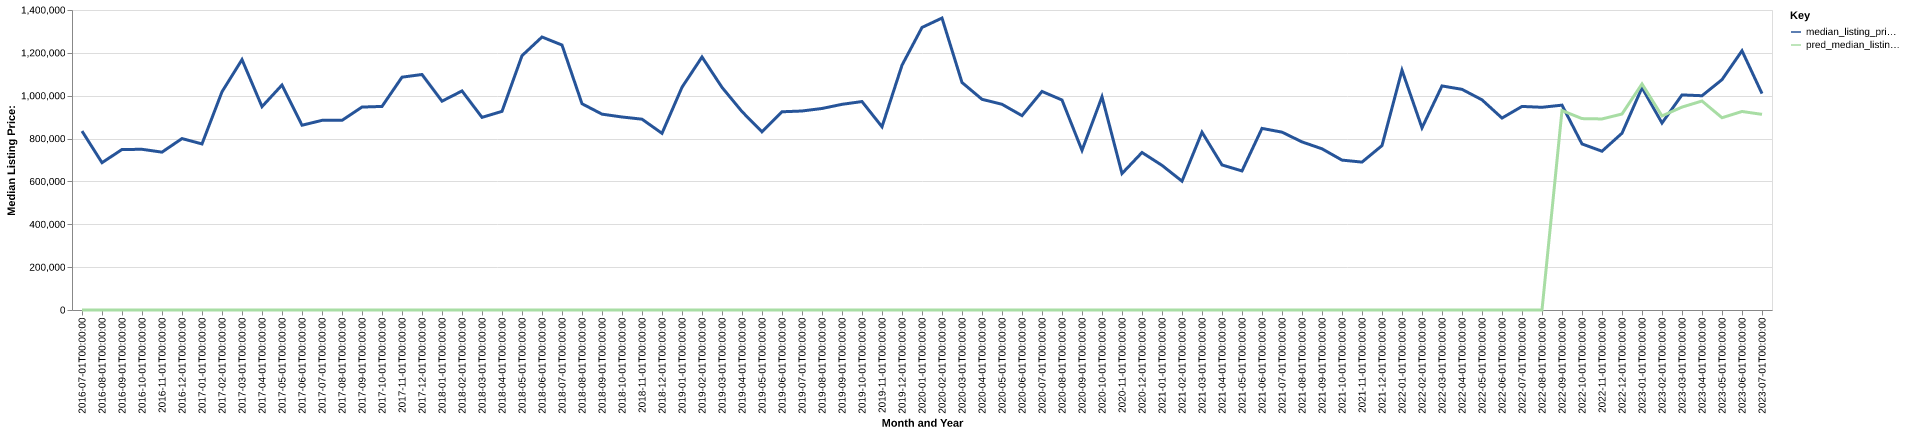 1,400,000
1,200,000
1,000,000
800,000
600,000
400,000
200,000
0
Median Listing Price:
2016-07-01T00:00:00
2016-08-01T00:00:00
2016-09-01T00:00:00
2016-10-01T00:00:00
2016-11-01T00:00:00
2016-12-01T00:00:00
2017-01-01T00:00:00
2017-02-01T00:00:00
2017-03-01T00:00:00
2017-04-01T00:00:00
2017-05-01T00:00:00
2017-06-01T00:00:00
2017-07-01T00:00:00
2017-08-01T00:00:00
2017-09-01T00:00:00
2017-10-01T00:00:00
2017-11-01T00:00:00
2017-12-01T00:00:00
2018-01-01T00:00:00
2018-02-01T00:00:00
2018-03-01T00:00:00
2018-04-01T00:00:00
2018-05-01T00:00:00
2018-06-01T00:00:00
2018-07-01T00:00:00
2018-08-01T00:00:00
2018-09-01T00:00:00
2018-10-01T00:00:00
2018-11-01T00:00:00
2018-12-01T00:00:00
2019-01-01T00:00:00
2019-02-01T00:00:00
2019-03-01T00:00:00
2019-04-01T00:00:00
2019-05-01T00:00:00
2019-06-01T00:00:00
2019-07-01T00:00:00
2019-08-01T00:00:00
2019-09-01T00:00:00
2019-10-01T00:00:00
2019-11-01T00:00:00
2019-12-01T00:00:00
2020-01-01T00:00:00
2020-02-01T00:00:00
2020-03-01T00:00:00
2020-04-01T00:00:00
2020-05-01T00:00:00
2020-06-01T00:00:00
2020-07-01T00:00:00
2020-08-01T00:00:00
2020-09-01T00:00:00
2020-10-01T00:00:00
2020-11-01T00:00:00
2020-12-01T00:00:00
2021-01-01T00:00:00
2021-02-01T00:00:00
2021-03-01T00:00:00
2021-04-01T00:00:00
2021-05-01T00:00:00
2021-06-01T00:00:00
2021-07-01T00:00:00
2021-08-01T00:00:00
2021-09-01T00:00:00
2021-10-01T00:00:00
2021-11-01T00:00:00
2021-12-01T00:00:00
2022-01-01T00:00:00
2022-02-01T00:00:00
2022-03-01T00:00:00
2022-04-01T00:00:00
2022-05-01T00:00:00
2022-06-01T00:00:00
2022-07-01T00:00:00
2022-08-01T00:00:00
2022-09-01T00:00:00
2022-10-01T00:00:00
2022-11-01T00:00:00
2022-12-01T00:00:00
2023-01-01T00:00:00
2023-02-01T00:00:00
2023-03-01T00:00:00
2023-04-01T00:00:00
2023-05-01T00:00:00
2023-06-01T00:00:00
2023-07-01T00:00:00
Month and Year
Key
median_listing_pri...
pred_median_listin...